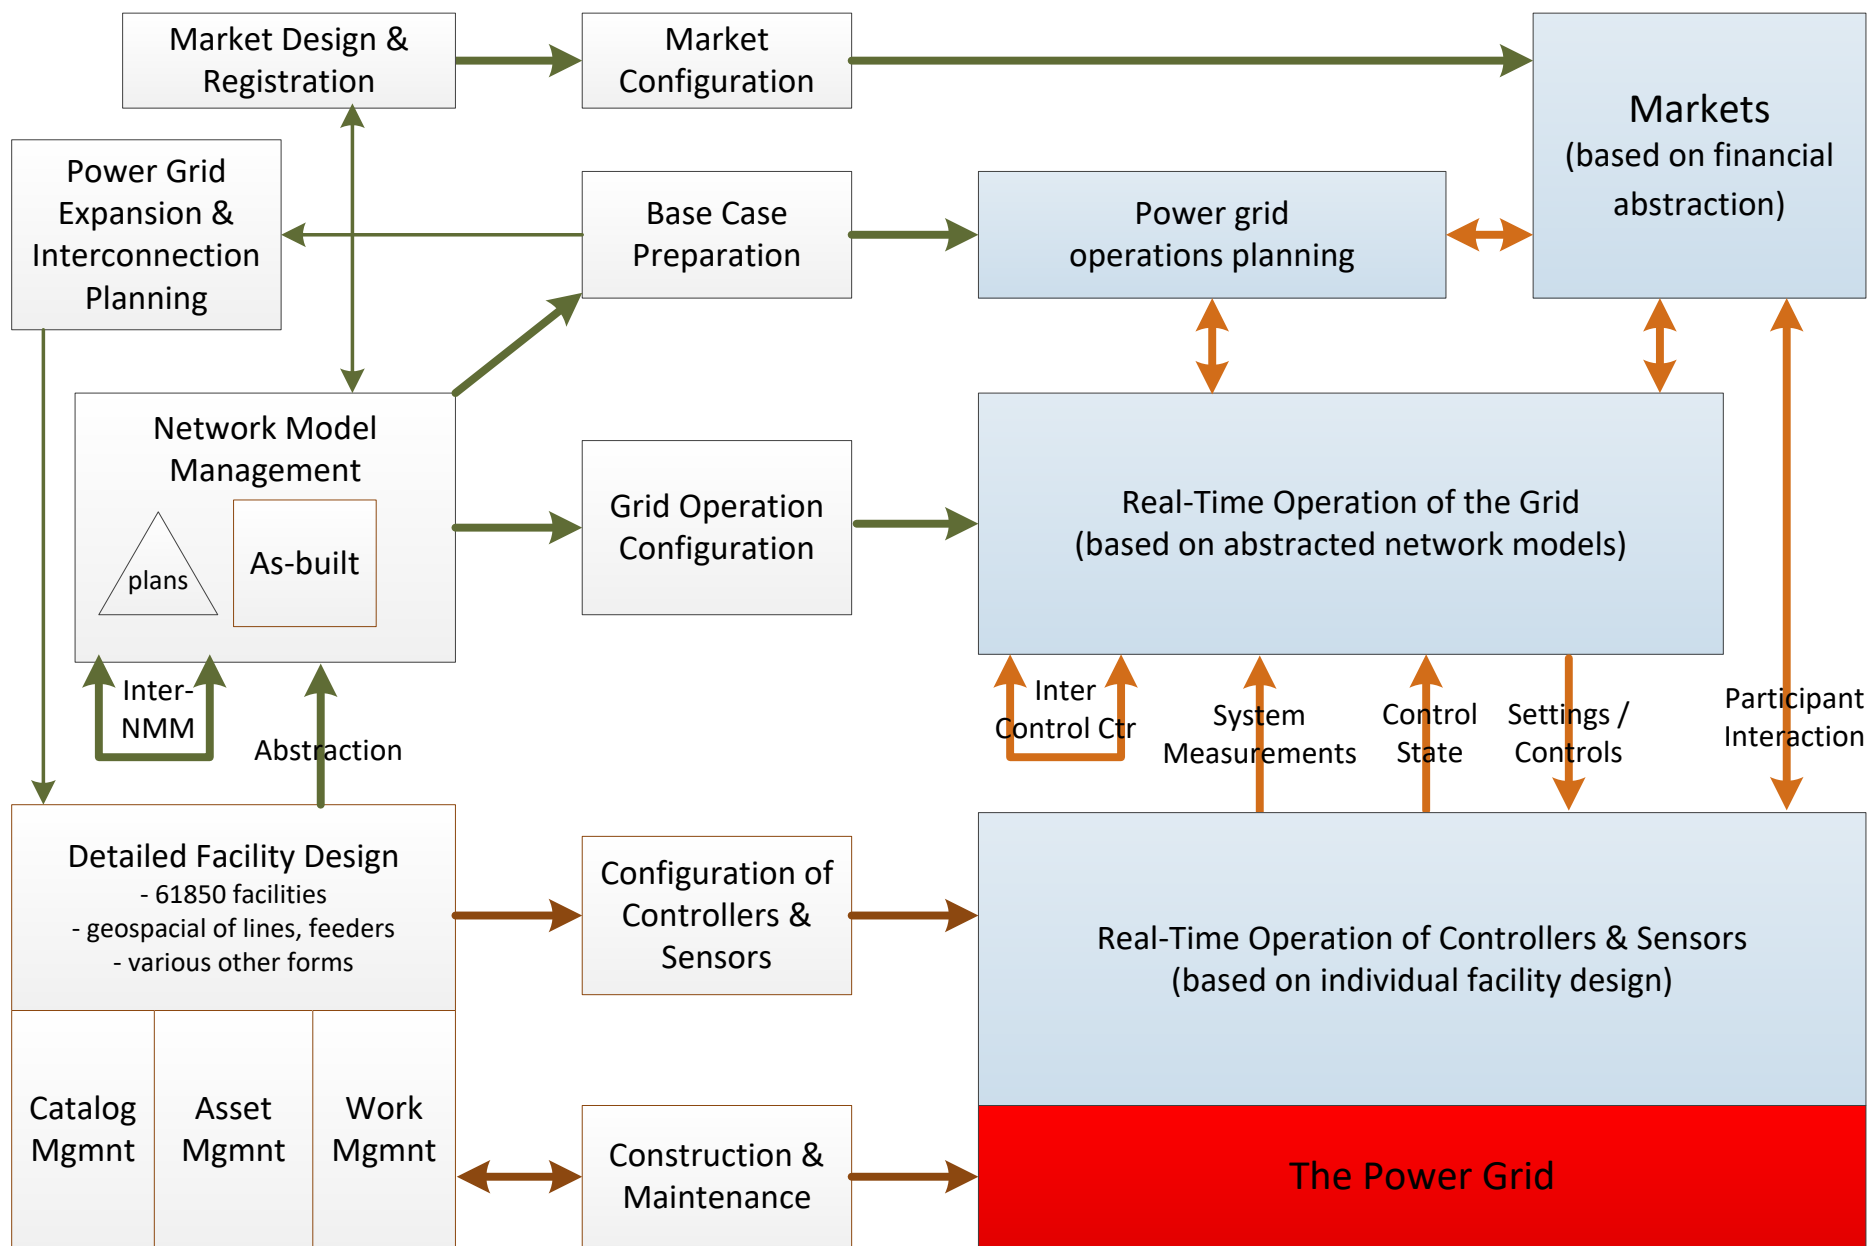 Market Design &
Registration
Market
Configuration
Markets
(based on financial
abstraction)
Power Grid
Expansion &
Interconnection
Planning
Base Case
Preparation
Power grid
operations planning
Network Model
Management
plans
As-built
Grid Operation
Configuration
Real-Time Operation of the Grid
(based on abstracted network models)
Inter-
NMM
Abstraction
Inter
Control Ctr
System
Measurements
Control
State
Settings /
Controls
Participant
Interaction
Detailed Facility Design
- 61850 facilities
- geospacial of lines, feeders
- various other forms
Configuration of
Controllers &
Sensors
Real-Time Operation of Controllers & Sensors
(based on individual facility design)
Catalog
Mgmnt
Asset
Mgmnt
Work
Mgmnt
Construction &
Maintenance
The Power Grid